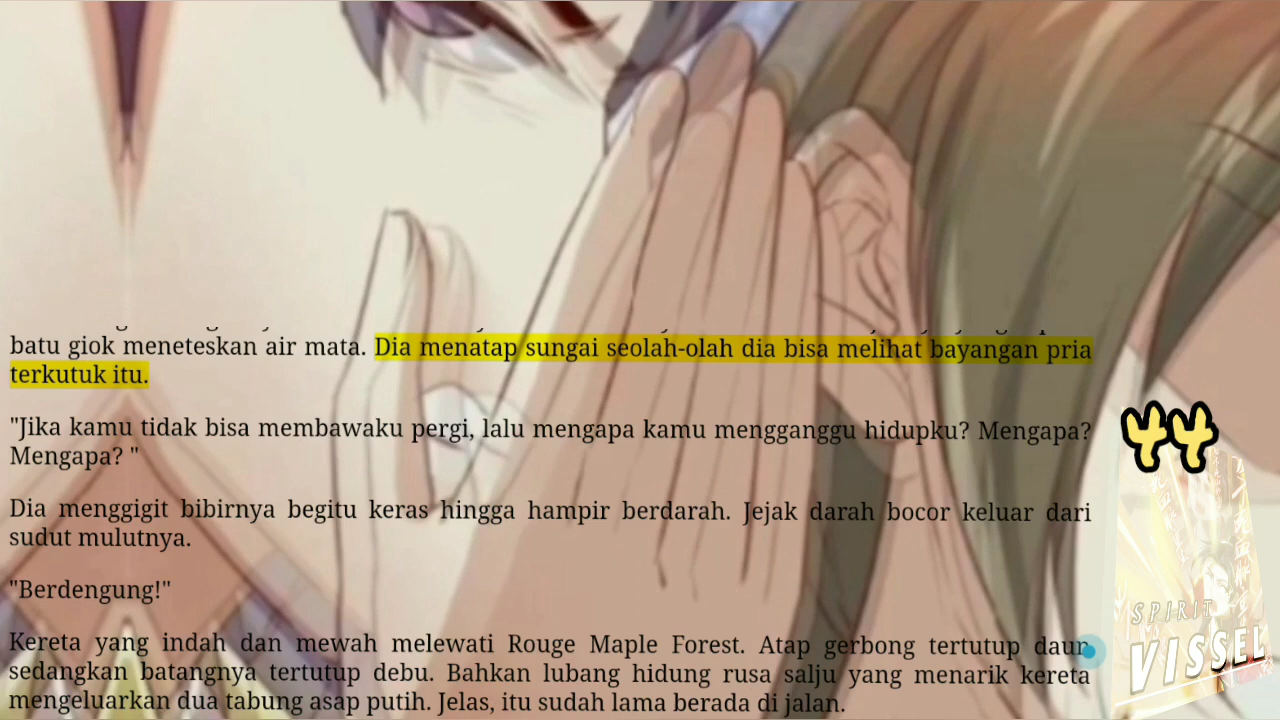 batu giok meneteskan air mata. Dia menatap sungai seolah-olah dia bisa melihat bayangan pria
terkutuk itu.
"Jika kamu tidak bisa membawaku pergi, lalu mengapa kamu mengganggu hidupku? Mengapa?
Mengapa? "
Dia menggigit bibirnya begitu keras hingga hampir berdarah. Jejak darah bocor keluar dari
sudut mulutnya.
"Berdengung!"
Kereta yang indah dan mewah melewati Rouge Maple Forest. Atap gerbong tertutup daun
sedangkan batangnya tertutup debu. Bahkan lubang hidung rusa salju yang menarik kereta
mengeluarkan dua tabung asap putih. Jelas, itu sudah lama berada di jalan.
44
SPIRIT
VISSEL